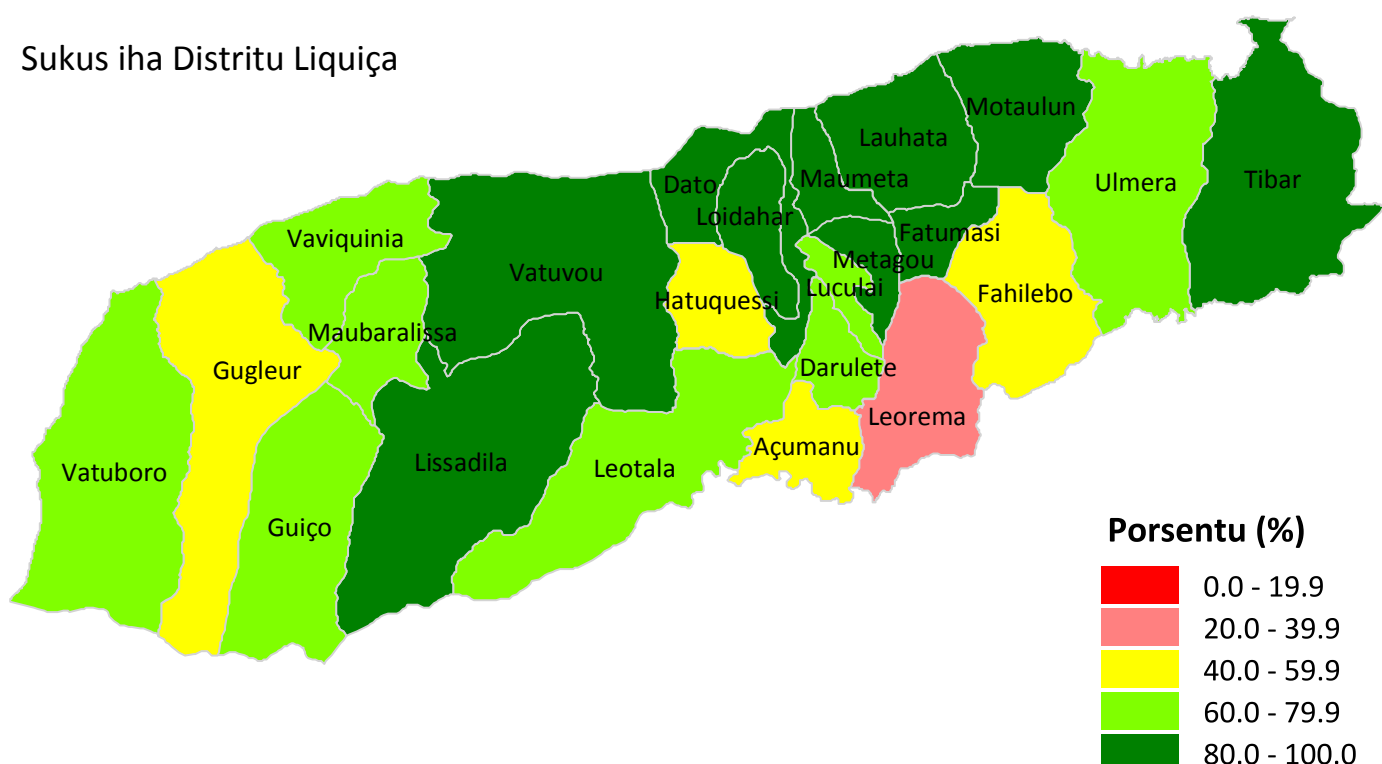 Sukus iha Distritu Liquiça
Motaulun
Lauhata
Dato
Maumeta
Ulmera
Tibar
Loidahar
Vaviquinia
Fatumasi
Metagou
Vatuvou
Luculai
Hatuquessi
Fahilebo
Maubaralissa
Gugleur
Darulete
Leorema
Açumanu
Vatuboro
Lissadila
Leotala
Guiço
Porsentu (%)
0.0 - 19.9
20.0 - 39.9
40.0 - 59.9
60.0 - 79.9
80.0 - 100.0